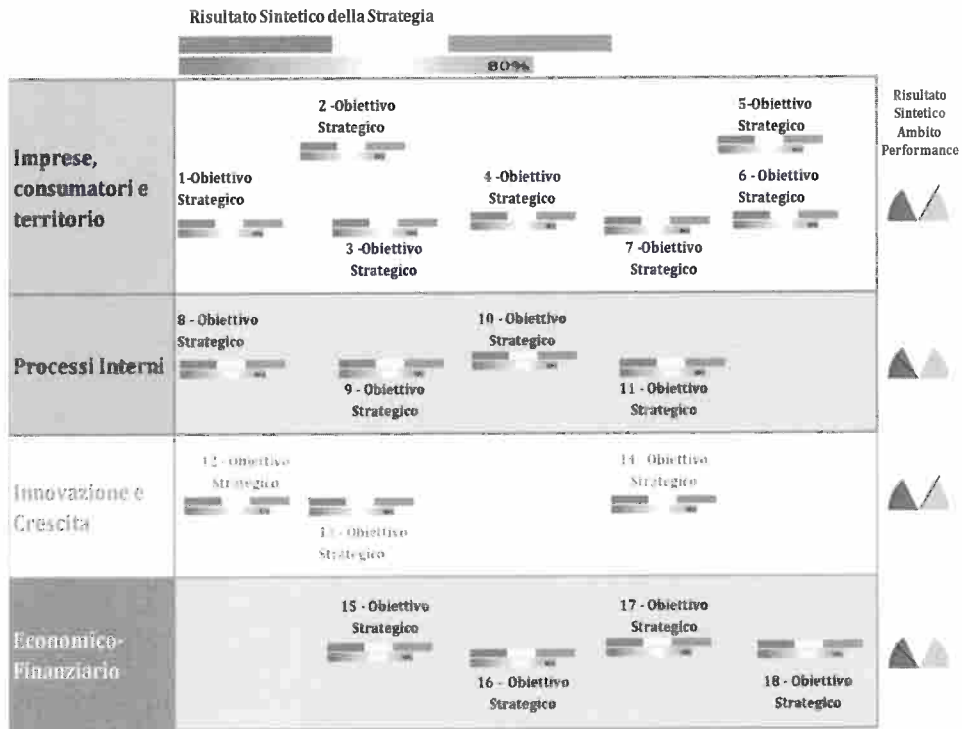 Risultato Sintetico della Strategia
80%
Risultato
Sintetico
Ambito
Performance
Imprese,
consumatori e
territorio
1-Obiettivo
Strategico
2 -Obiettivo
Strategico
3 -Obiettivo
Strategico
4 -Obiettivo
Strategico
5-Obiettivo
Strategico
6 - Obiettivo
Strategico
7 -Obiettivo
Strategico
Processi Interni
8 - Obiettivo
Strategico
9 - Obiettivo
Strategico
10 - Obiettivo
Strategico
11 - Obiettivo
Strategico
Innovazione e
Crescita
12 - Obiettivo
Strategico
Obiettivo
Strategico
14 - Obiettivo
Strategico
Economico-
Finanziario
15 - Obiettivo
Strategico
16 - Obiettivo
Strategico
17 - Obiettivo
Strategico
18 - Obiettivo
Strategico